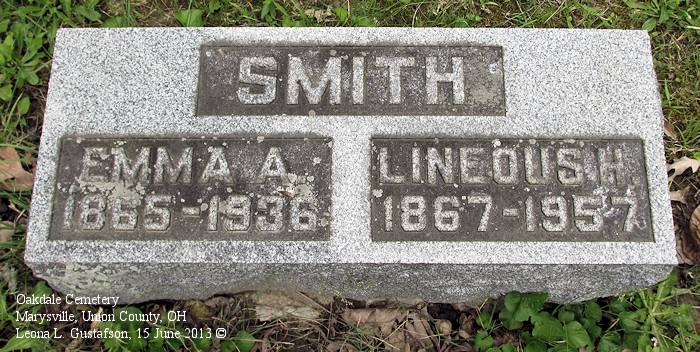 SMITH
EMMA A.
1865-1936
LINEOUS H.
1867-1957
Oakdale Cemetery
Marysville, Union County, OH
Leona L. Gustafson, 15 June 2013 ©